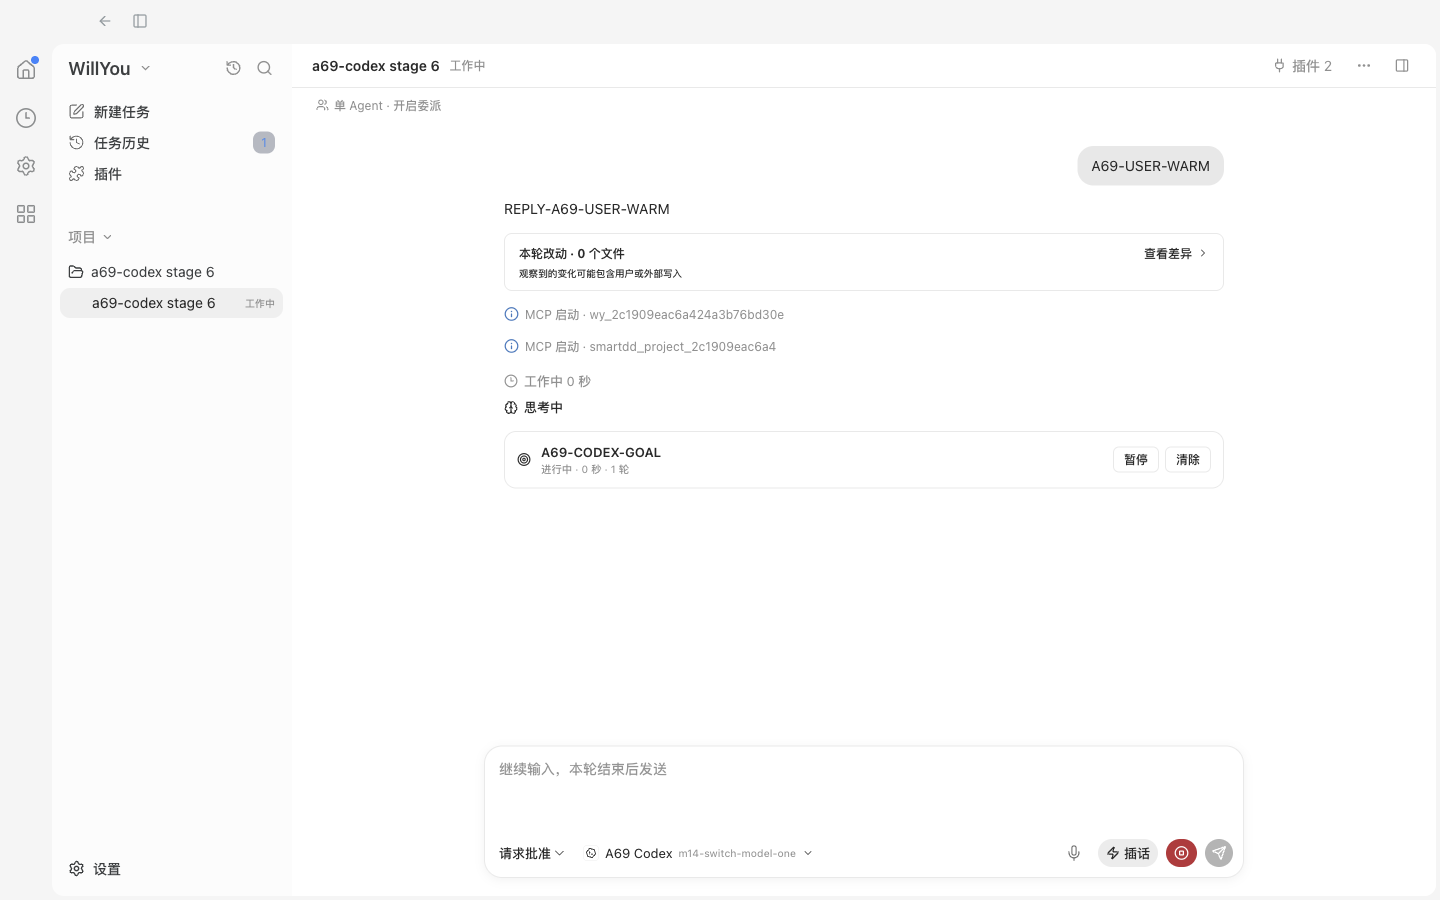 WillYou
新建任务
任务历史 1
插件
项目
a69-codex stage 6
a69-codex stage 6 工作中
设置
a69-codex stage 6 工作中
插件 2
单 Agent · 开启委派
A69-USER-WARM
REPLY-A69-USER-WARM
本轮改动 · 0 个文件
查看差异
观察到的变化可能包含用户或外部写入
MCP 启动 · wy_2c1909eac6a424a3b76bd30e
MCP 启动 · smartdd_project_2c1909eac6a4
工作中 0 秒
思考中
A69-CODEX-GOAL
进行中 · 0 秒 · 1 轮
暂停 清除
继续输入，本轮结束后发送
请求批准 A69 Codex m14-switch-model-one 插话